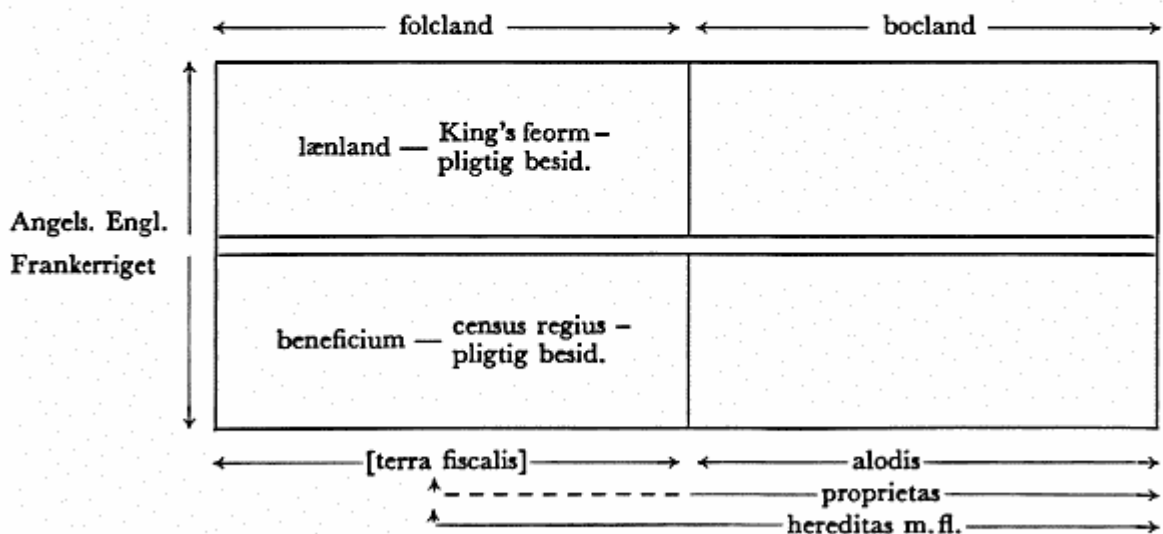 folcland bocland
lænland — King's feorm –
pligtig besid.
Angels. Engl.
Frankerriget
beneficium — census regius –
pligtig besid.
[terra fiscalis] alodis
proprietas
hereditas m. fl.